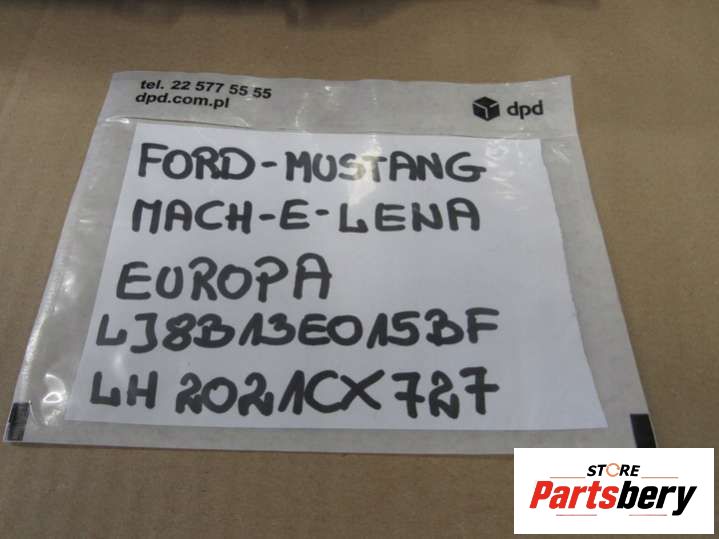 tel. 22 577 55 55
dpd.com.pl
dpd
FORD-MUSTANG
MACH-E-LENA
EUROPA
LJ8B13E015BF
LH 2021CX727
STORE
Partsbery